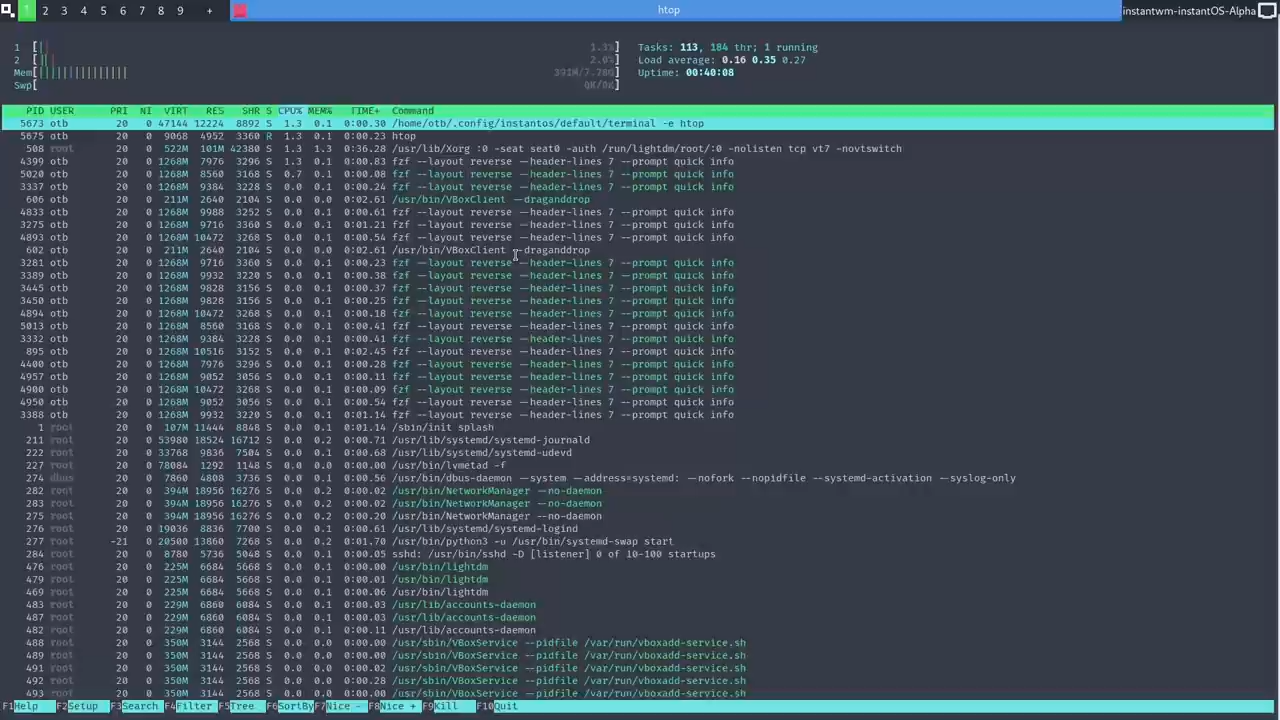 1 2 3 4 5 6 7 8 9 + htop instantwm-instantOS-Alpha
1 [|| 1.3%] Tasks: 113, 184 thr; 1 running
2 [|| 2.0%] Load average: 0.16 0.35 0.27
Mem[||||||||||||||||| 391M/7.28G] Uptime: 00:40:08
Swp[ 0K/0K]
PID USER PRI NI VIRT RES SHR S CPU% MEM% TIME+ Command
5673 otb 20 0 47144 12224 8892 S 1.3 0.1 0:00.30 /home/otb/.config/instantos/default/terminal -e htop
5675 otb 20 0 9068 4952 3360 R 1.3 0.1 0:00.23 htop
508 root 20 0 522M 101M 42380 S 1.3 1.3 0:36.28 /usr/lib/Xorg :0 -seat seat0 -auth /run/lightdm/root/:0 -nolisten tcp vt7 -novtswitch
4399 otb 20 0 1268M 7976 3296 S 1.3 0.1 0:00.83 fzf --layout reverse --header-lines 7 --prompt quick info
5020 otb 20 0 1268M 8560 3168 S 0.7 0.1 0:00.08 fzf --layout reverse --header-lines 7 --prompt quick info
3337 otb 20 0 1268M 9384 3228 S 0.0 0.1 0:00.24 fzf --layout reverse --header-lines 7 --prompt quick info
606 otb 20 0 211M 2640 2104 S 0.0 0.0 0:02.61 /usr/bin/VBoxClient --draganddrop
4833 otb 20 0 1268M 9988 3252 S 0.0 0.1 0:00.61 fzf --layout reverse --header-lines 7 --prompt quick info
3275 otb 20 0 1268M 9716 3360 S 0.0 0.1 0:01.21 fzf --layout reverse --header-lines 7 --prompt quick info
4893 otb 20 0 1268M 10472 3268 S 0.0 0.1 0:00.54 fzf --layout reverse --header-lines 7 --prompt quick info
602 otb 20 0 211M 2640 2104 S 0.0 0.0 0:02.61 /usr/bin/VBoxClient --draganddrop
3281 otb 20 0 1268M 9716 3360 S 0.0 0.1 0:00.23 fzf --layout reverse --header-lines 7 --prompt quick info
3389 otb 20 0 1268M 9932 3220 S 0.0 0.1 0:00.38 fzf --layout reverse --header-lines 7 --prompt quick info
3445 otb 20 0 1268M 9828 3156 S 0.0 0.1 0:00.37 fzf --layout reverse --header-lines 7 --prompt quick info
3450 otb 20 0 1268M 9828 3156 S 0.0 0.1 0:00.25 fzf --layout reverse --header-lines 7 --prompt quick info
4894 otb 20 0 1268M 10472 3268 S 0.0 0.1 0:00.18 fzf --layout reverse --header-lines 7 --prompt quick info
5013 otb 20 0 1268M 8560 3168 S 0.0 0.1 0:00.41 fzf --layout reverse --header-lines 7 --prompt quick info
3332 otb 20 0 1268M 9384 3228 S 0.0 0.1 0:00.41 fzf --layout reverse --header-lines 7 --prompt quick info
895 otb 20 0 1268M 10516 3152 S 0.0 0.1 0:02.45 fzf --layout reverse --header-lines 7 --prompt quick info
4400 otb 20 0 1268M 7976 3296 S 0.0 0.1 0:00.28 fzf --layout reverse --header-lines 7 --prompt quick info
4957 otb 20 0 1268M 9052 3056 S 0.0 0.1 0:00.11 fzf --layout reverse --header-lines 7 --prompt quick info
4900 otb 20 0 1268M 10472 3268 S 0.0 0.1 0:00.09 fzf --layout reverse --header-lines 7 --prompt quick info
4950 otb 20 0 1268M 9052 3056 S 0.0 0.1 0:00.54 fzf --layout reverse --header-lines 7 --prompt quick info
3388 otb 20 0 1268M 9932 3220 S 0.0 0.1 0:01.14 fzf --layout reverse --header-lines 7 --prompt quick info
1 root 20 0 107M 11444 8848 S 0.0 0.1 0:01.14 /sbin/init splash
211 root 20 0 53980 18524 16712 S 0.0 0.2 0:00.71 /usr/lib/systemd/systemd-journald
222 root 20 0 33768 9836 7504 S 0.0 0.1 0:00.68 /usr/lib/systemd/systemd-udevd
227 root 20 0 78084 1292 1148 S 0.0 0.0 0:00.00 /usr/bin/lvmetad -f
274 dbus 20 0 7860 4808 3736 S 0.0 0.1 0:00.56 /usr/bin/dbus-daemon --system --address=systemd: --nofork --nopidfile --systemd-activation --syslog-only
282 root 20 0 394M 18956 16276 S 0.0 0.2 0:00.02 /usr/bin/NetworkManager --no-daemon
283 root 20 0 394M 18956 16276 S 0.0 0.2 0:00.02 /usr/bin/NetworkManager --no-daemon
275 root 20 0 394M 18956 16276 S 0.0 0.2 0:00.20 /usr/bin/NetworkManager --no-daemon
276 root 20 0 19036 8836 7700 S 0.0 0.1 0:00.61 /usr/lib/systemd/systemd-logind
277 root -21 0 20500 13860 7268 S 0.0 0.2 0:01.70 /usr/bin/python3 -u /usr/bin/systemd-swap start
284 root 20 0 8780 5736 5048 S 0.0 0.1 0:00.05 sshd: /usr/bin/sshd -D [listener] 0 of 10-100 startups
476 root 20 0 225M 6684 5668 S 0.0 0.1 0:00.00 /usr/bin/lightdm
479 root 20 0 225M 6684 5668 S 0.0 0.1 0:00.01 /usr/bin/lightdm
469 root 20 0 225M 6684 5668 S 0.0 0.1 0:00.06 /usr/bin/lightdm
483 root 20 0 229M 6860 6084 S 0.0 0.1 0:00.03 /usr/lib/accounts-daemon
487 root 20 0 229M 6860 6084 S 0.0 0.1 0:00.03 /usr/lib/accounts-daemon
482 root 20 0 229M 6860 6084 S 0.0 0.1 0:00.11 /usr/lib/accounts-daemon
488 root 20 0 350M 3144 2568 S 0.0 0.0 0:00.00 /usr/sbin/VBoxService --pidfile /var/run/vboxadd-service.sh
489 root 20 0 350M 3144 2568 S 0.0 0.0 0:00.00 /usr/sbin/VBoxService --pidfile /var/run/vboxadd-service.sh
491 root 20 0 350M 3144 2568 S 0.0 0.0 0:00.02 /usr/sbin/VBoxService --pidfile /var/run/vboxadd-service.sh
492 root 20 0 350M 3144 2568 S 0.0 0.0 0:00.28 /usr/sbin/VBoxService --pidfile /var/run/vboxadd-service.sh
493 root 20 0 350M 3144 2568 S 0.0 0.0 0:00.00 /usr/sbin/VBoxService --pidfile /var/run/vboxadd-service.sh
F1Help F2Setup F3Search F4Filter F5Tree F6SortBy F7Nice - F8Nice + F9Kill F10Quit